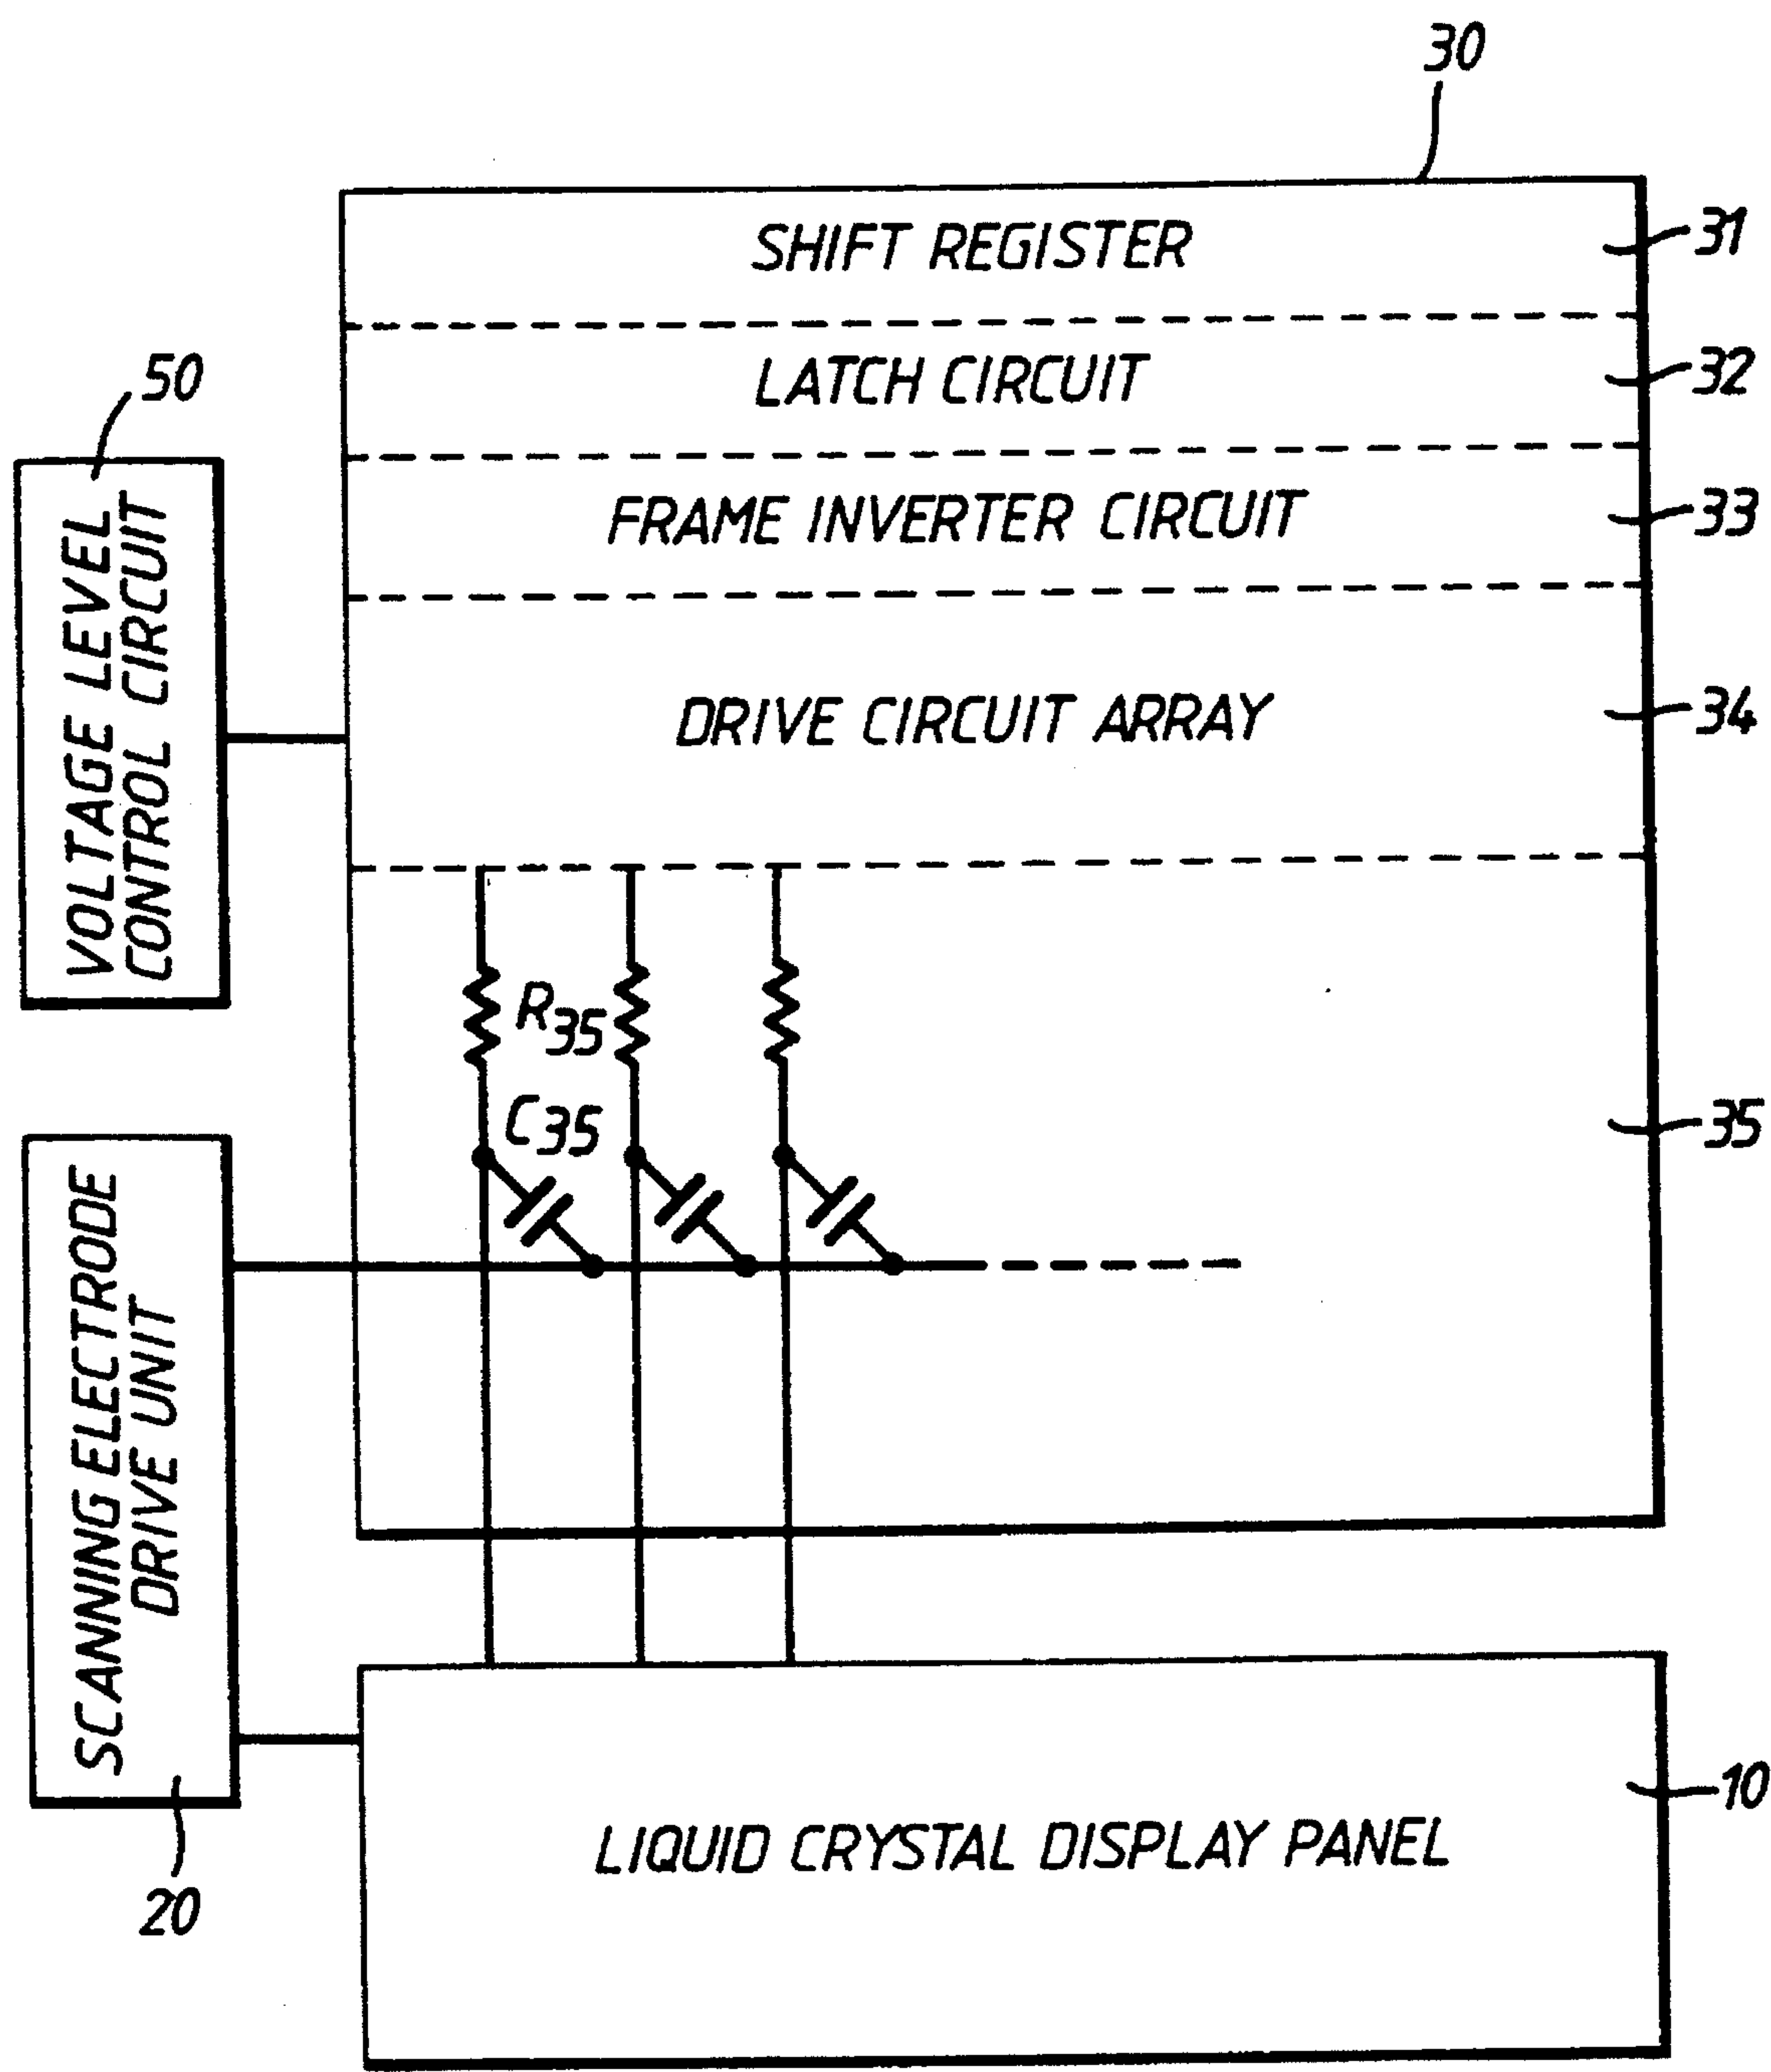 30
SHIFT REGISTER
31
LATCH CIRCUIT
32
FRAME INVERTER CIRCUIT
33
DRIVE CIRCUIT ARRAY
34
50
VOLTAGE LEVEL
CONTROL CIRCUIT
R35
C35
35
SCANNING ELECTRODE
DRIVE UNIT
20
LIQUID CRYSTAL DISPLAY PANEL
10